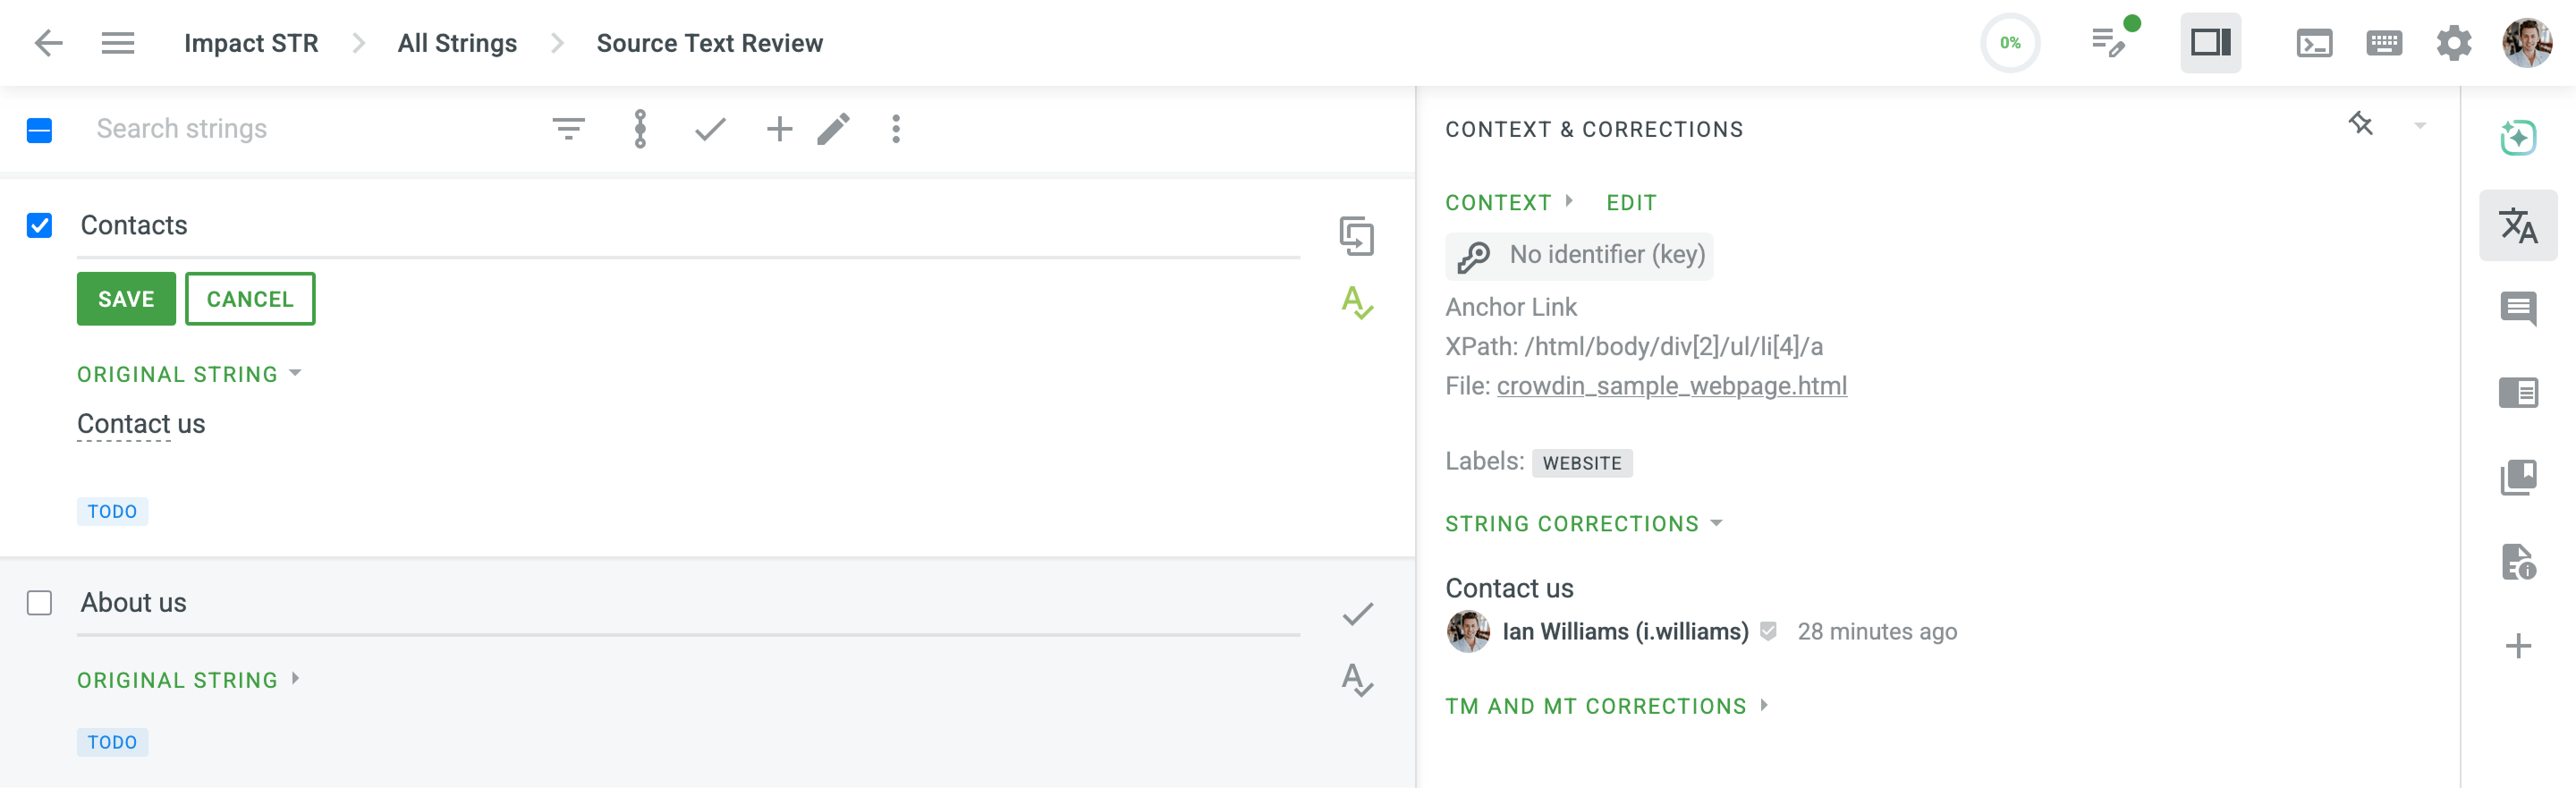 Impact STR
All Strings
Source Text Review
0%
Search strings
Contacts
SAVE
CANCEL
ORIGINAL STRING
Contact us
TODO
About us
ORIGINAL STRING
TODO
CONTEXT & CORRECTIONS
CONTEXT
EDIT
No identifier (key)
Anchor Link
XPath: /html/body/div[2]/ul/li[4]/a
File: crowdin_sample_webpage.html
Labels: WEBSITE
STRING CORRECTIONS
Contact us
Ian Williams (i.williams) 28 minutes ago
TM AND MT CORRECTIONS